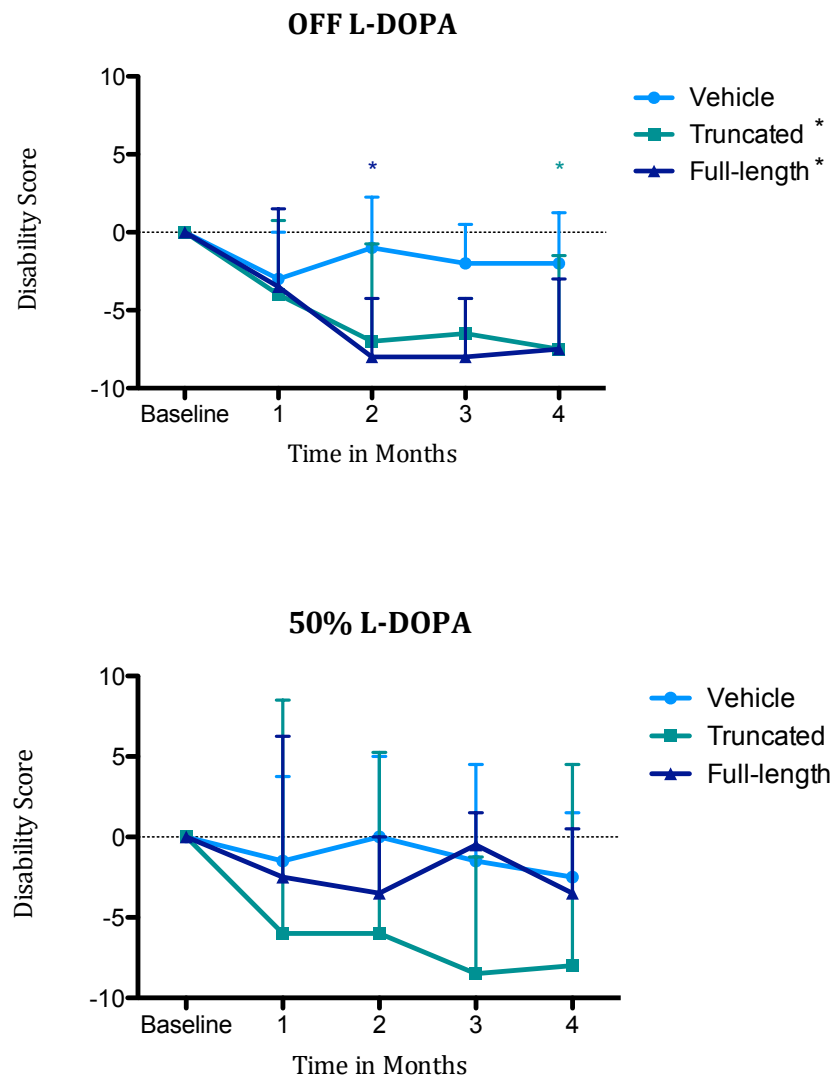 OFF L-DOPA
Disability Score
10
5
0
-5
-10
* *
Baseline 1 2 3 4
Time in Months
Vehicle
Truncated *
Full-length *
50% L-DOPA
Disability Score
10
5
0
-5
-10
Baseline 1 2 3 4
Time in Months
Vehicle
Truncated
Full-length